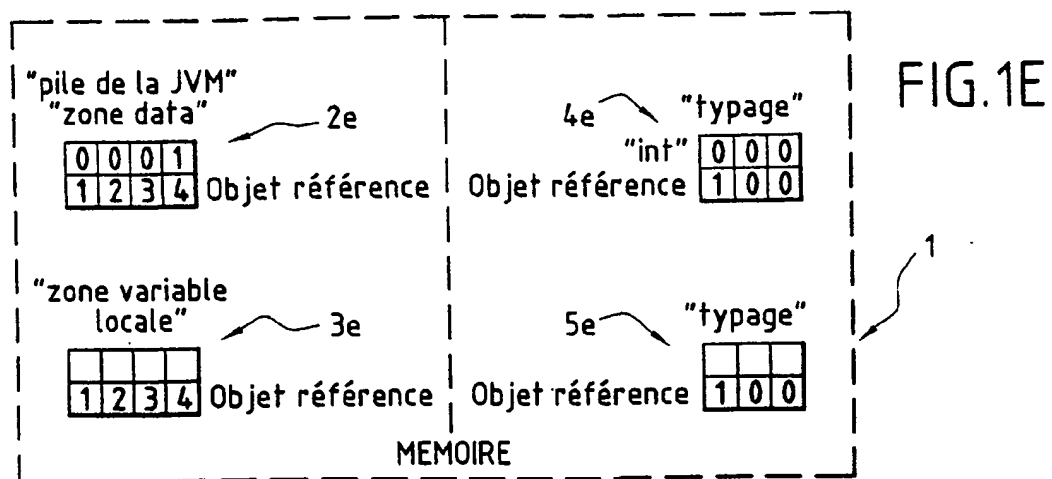 FIG.1E
"pile de la JVM"
"zone data"
2e
0 0 0 1
1 2 3 4 Objet référence
4e
"typage"
"int" 0 0 0
Objet référence 1 0 0
1
"zone variable
locale"
3e
1 2 3 4 Objet référence
5e
"typage"
Objet référence 1 0 0
MEMOIRE